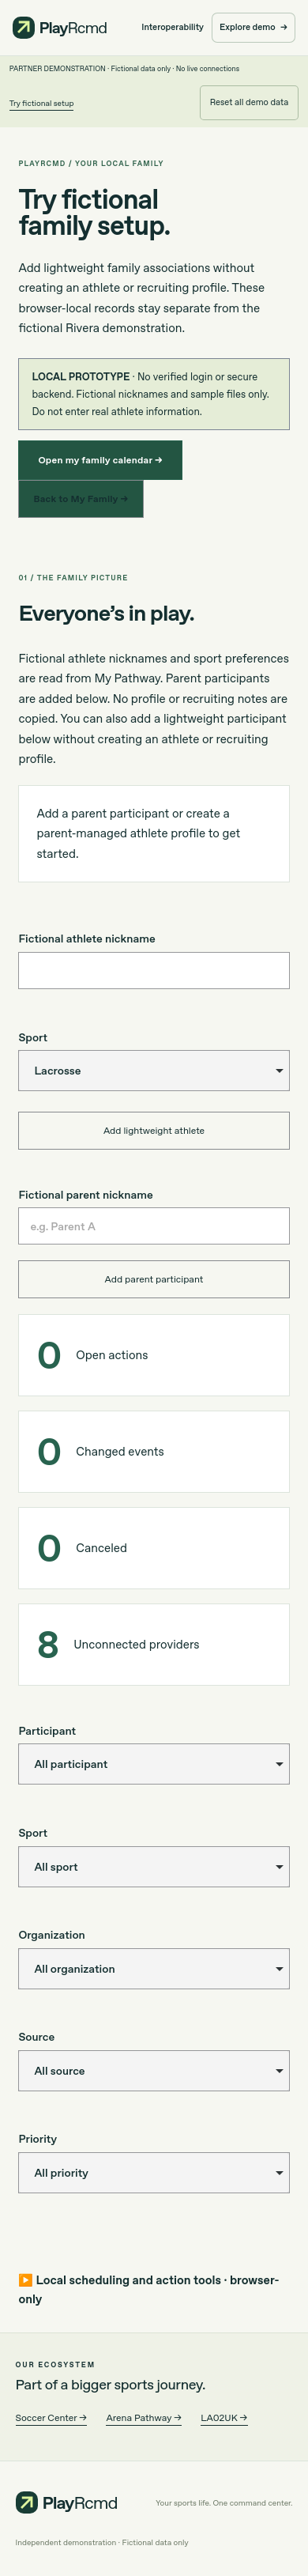 PlayRcmd
Interoperability
Explore demo →
PARTNER DEMONSTRATION · Fictional data only · No live connections
Try fictional setup
Reset all demo data
PLAYRCMD / YOUR LOCAL FAMILY
Try fictional
family setup.
Add lightweight family associations without
creating an athlete or recruiting profile. These
browser-local records stay separate from the
fictional Rivera demonstration.
LOCAL PROTOTYPE · No verified login or secure
backend. Fictional nicknames and sample files only.
Do not enter real athlete information.
Open my family calendar →
Back to My Family →
01 / THE FAMILY PICTURE
Everyone’s in play.
Fictional athlete nicknames and sport preferences
are read from My Pathway. Parent participants
are added below. No profile or recruiting notes are
copied. You can also add a lightweight participant
below without creating an athlete or recruiting
profile.
Add a parent participant or create a
parent-managed athlete profile to get
started.
Fictional athlete nickname
Sport
Lacrosse
Add lightweight athlete
Fictional parent nickname
e.g. Parent A
Add parent participant
0 Open actions
0 Changed events
0 Canceled
8 Unconnected providers
Participant
All participant
Sport
All sport
Organization
All organization
Source
All source
Priority
All priority
Local scheduling and action tools · browser-
only
OUR ECOSYSTEM
Part of a bigger sports journey.
Soccer Center →
Arena Pathway →
LA02UK →
PlayRcmd
Your sports life. One command center.
Independent demonstration · Fictional data only